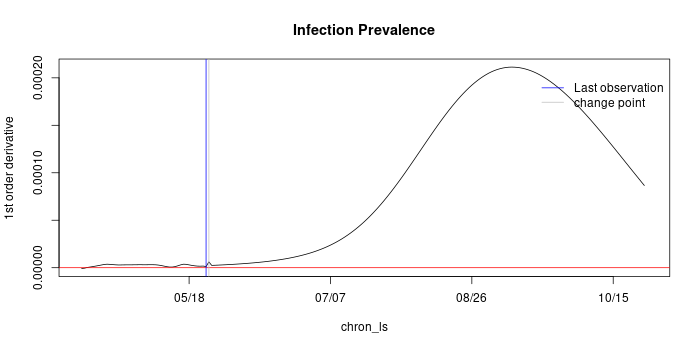 Infection Prevalence
1st order derivative
0.00020
0.00010
0.00000
Last observation
change point
05/18
07/07
08/26
10/15
chron_ls